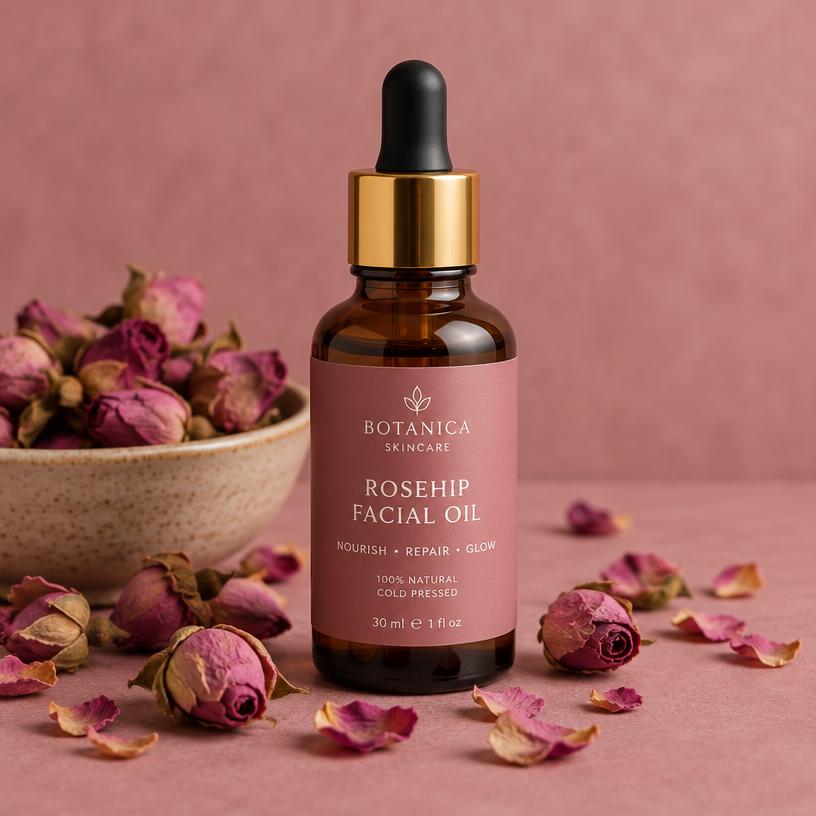 BOTANICA
SKINCARE
ROSEHIP
FACIAL OIL
NOURISH • REPAIR • GLOW
100% NATURAL
COLD PRESSED
30 ml ℮ 1 fl oz